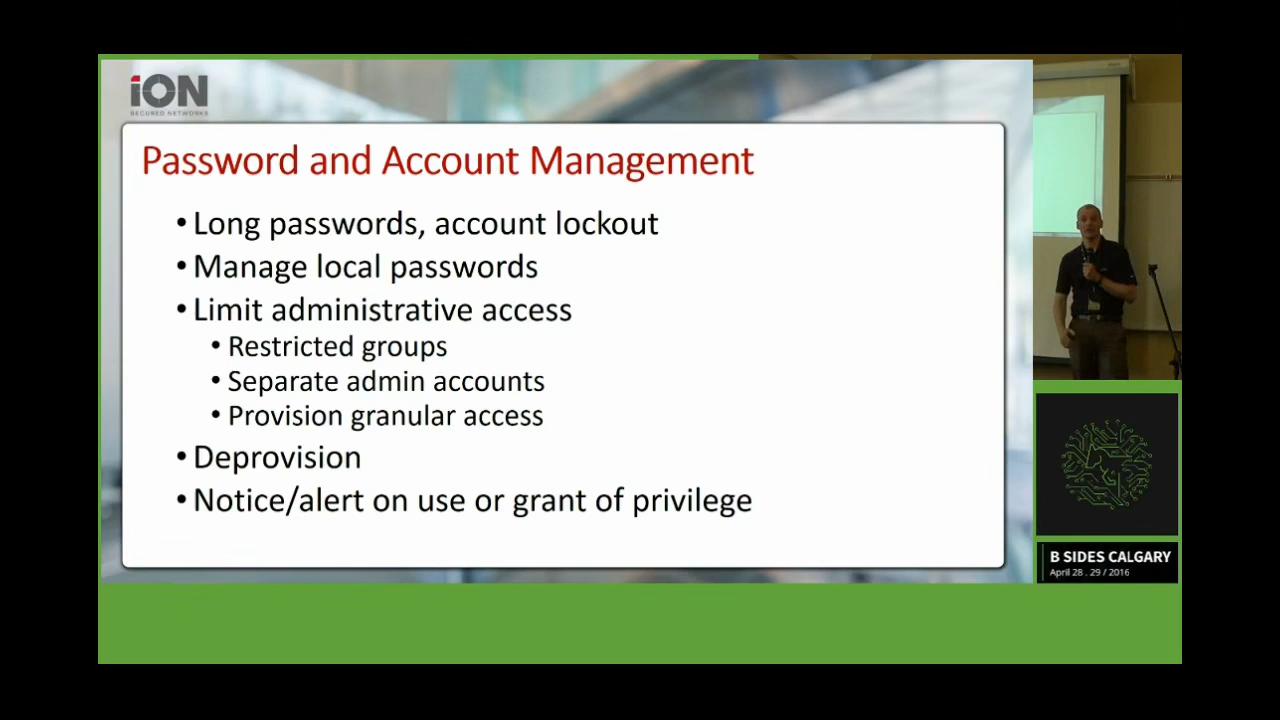 iON
SECURED NETWORKS
Password and Account Management
• Long passwords, account lockout
• Manage local passwords
• Limit administrative access
• Restricted groups
• Separate admin accounts
• Provision granular access
• Deprovision
• Notice/alert on use or grant of privilege
B SIDES CALGARY
April 28 . 29 / 2016